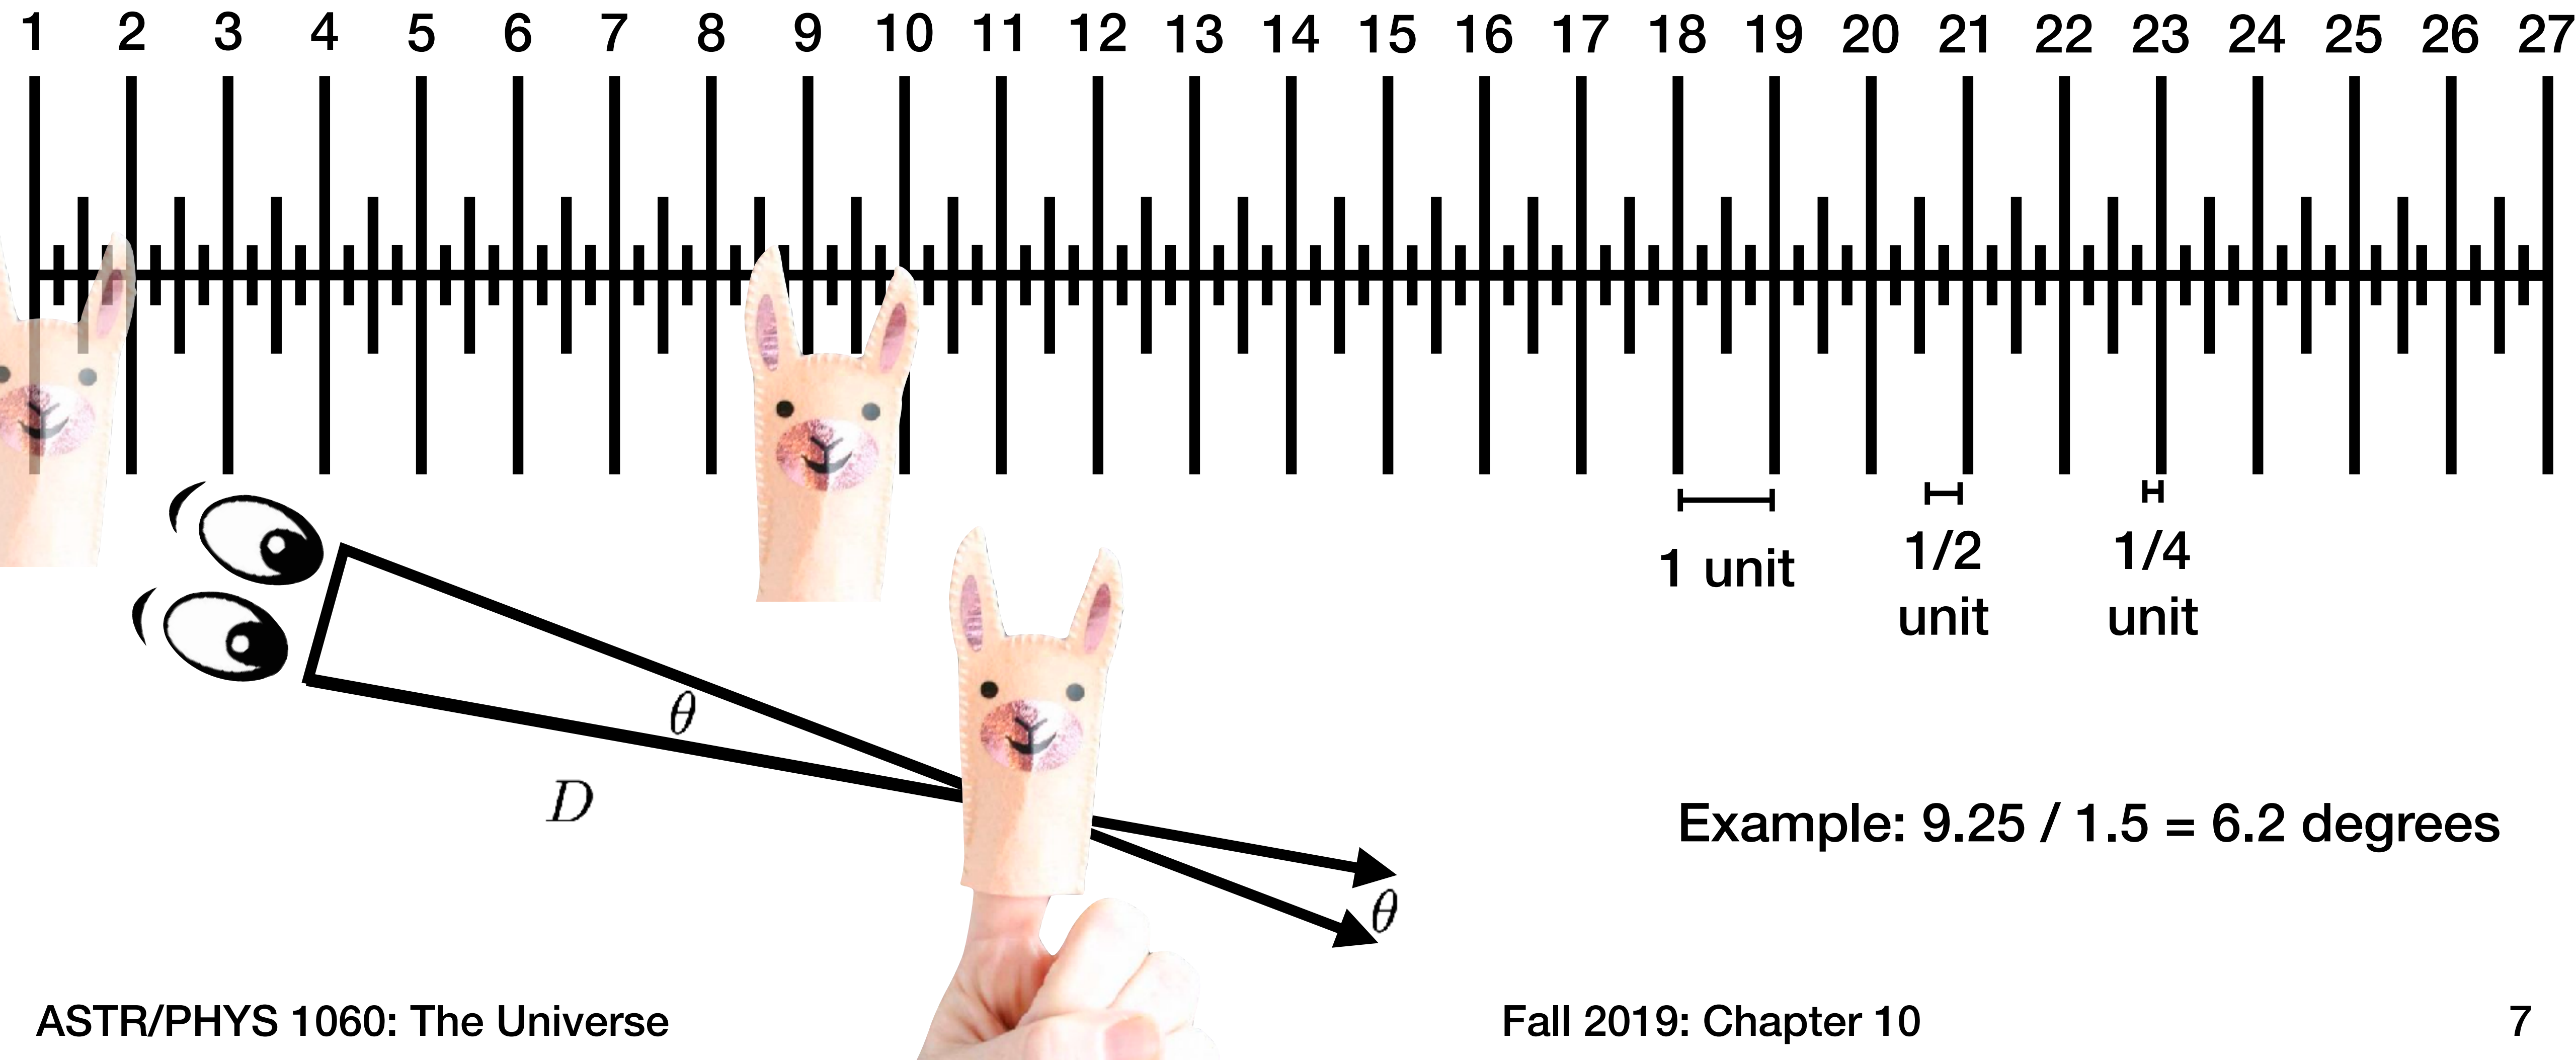 1 2 3 4 5 6 7 8 9 10 11 12 13 14 15 16 17 18 19 20 21 22 23 24 25 26 27
1 unit
1/2
unit
1/4
unit
θ
D
Example: 9.25 / 1.5 = 6.2 degrees
θ
ASTR/PHYS 1060: The Universe
Fall 2019: Chapter 10
7